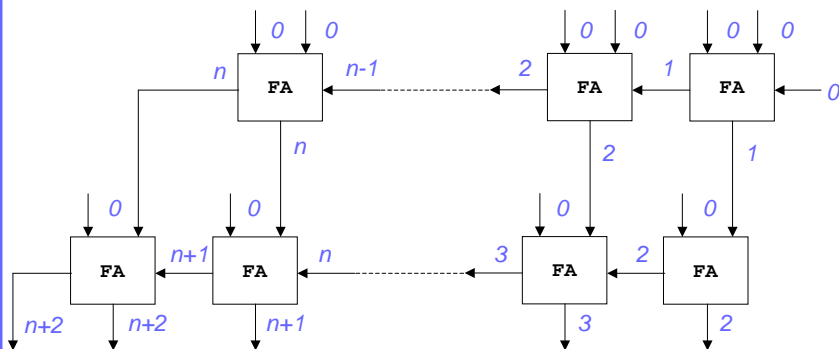 0 0 0 0 0 0
n n-1 2 1
FA FA FA 0
n 2 1
0 0 0 0
n+1 n 3 2
FA FA FA FA
n+2 n+2 n+1 3 2